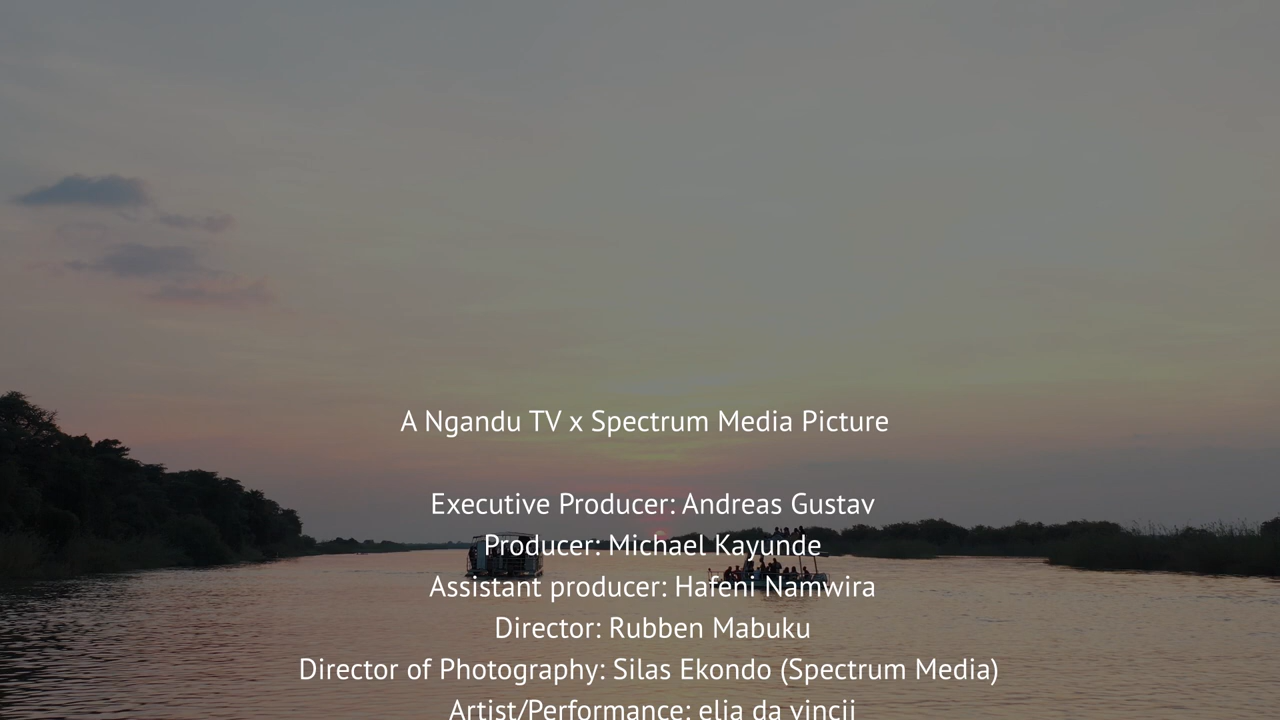 A Ngandu TV x Spectrum Media Picture
Executive Producer: Andreas Gustav
Producer: Michael Kayunde
Assistant producer: Hafeni Namwira
Director: Rubben Mabuku
Director of Photography: Silas Ekondo (Spectrum Media)
Artist/Performance: elia da vincii